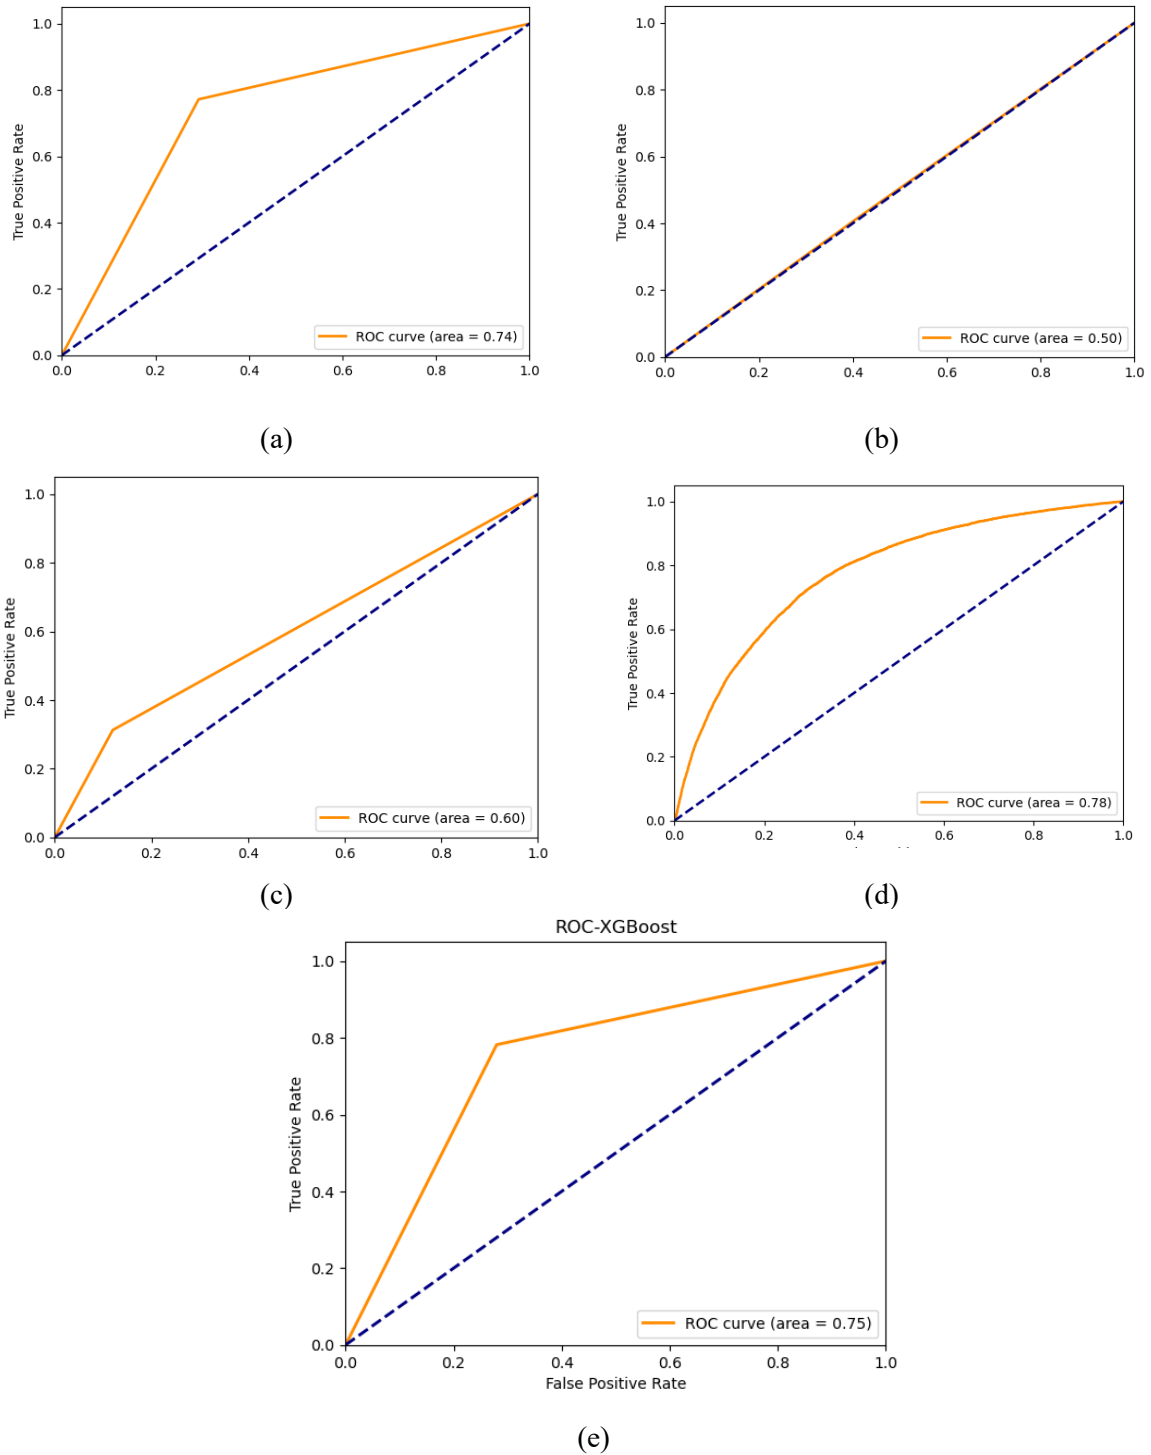 1.0
0.8
0.6
0.4
0.2
0.0
True Positive Rate
ROC curve (area = 0.74)
0.0 0.2 0.4 0.6 0.8 1.0
(a)
1.0
0.8
0.6
0.4
0.2
0.0
True Positive Rate
ROC curve (area = 0.50)
0.0 0.2 0.4 0.6 0.8 1.0
(b)
1.0
0.8
0.6
0.4
0.2
0.0
True Positive Rate
ROC curve (area = 0.60)
0.0 0.2 0.4 0.6 0.8 1.0
(c)
1.0
0.8
0.6
0.4
0.2
0.0
True Positive Rate
ROC curve (area = 0.78)
0.0 0.2 0.4 0.6 0.8 1.0
(d)
ROC-XGBoost
1.0
0.8
0.6
0.4
0.2
0.0
True Positive Rate
ROC curve (area = 0.75)
0.0 0.2 0.4 0.6 0.8 1.0
False Positive Rate
(e)